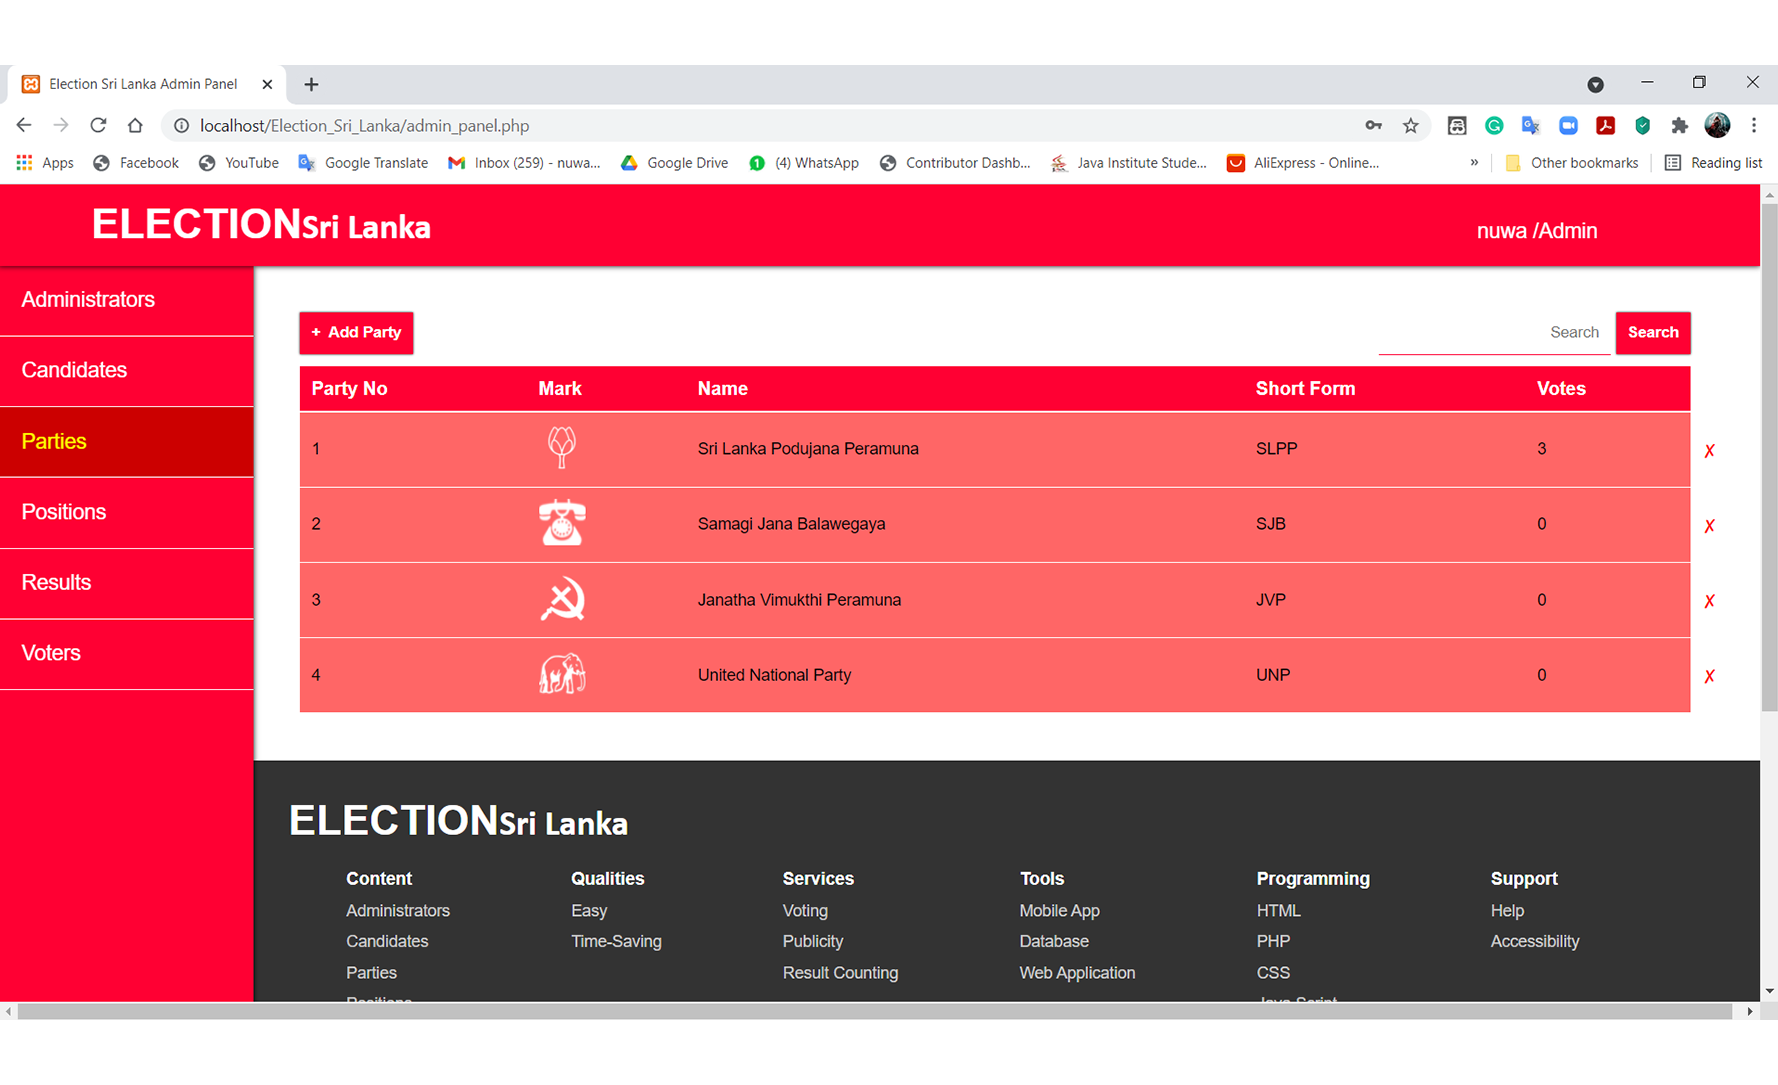 Election Sri Lanka Admin Panel
localhost/Election_Sri_Lanka/admin_panel.php
Apps Facebook YouTube Google Translate Inbox (259) - nuwa... Google Drive (4) WhatsApp Contributor Dashb... Java Institute Stude... AliExpress - Online... » Other bookmarks Reading list
ELECTIONSri Lanka
nuwa /Admin
Administrators
Candidates
Parties
Positions
Results
Voters
+ Add Party
Search Search
Party No Mark Name Short Form Votes
1 Sri Lanka Podujana Peramuna SLPP 3 ✗
2 Samagi Jana Balawegaya SJB 0 ✗
3 Janatha Vimukthi Peramuna JVP 0 ✗
4 United National Party UNP 0 ✗
ELECTIONSri Lanka
Content Qualities Services Tools Programming Support
Administrators Easy Voting Mobile App HTML Help
Candidates Time-Saving Publicity Database PHP Accessibility
Parties Result Counting Web Application CSS
Positions Java Script